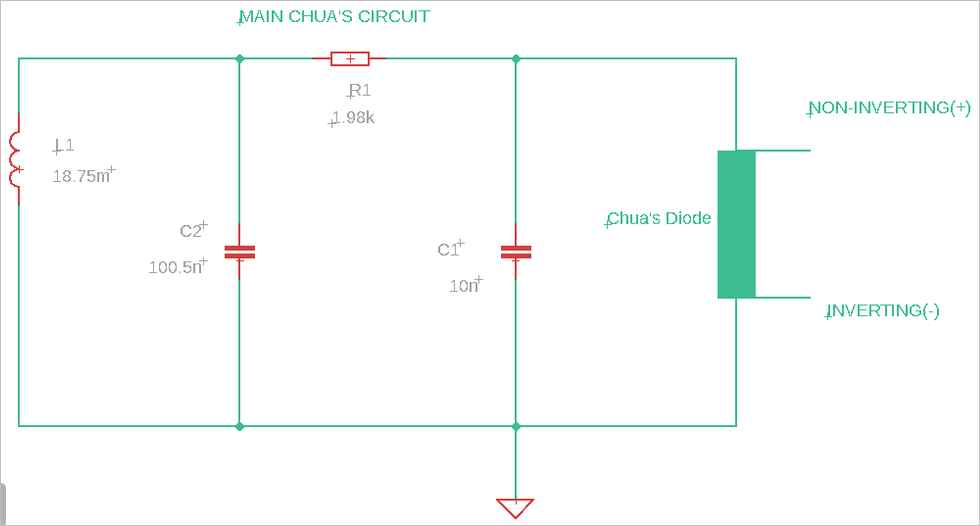 MAIN CHUA'S CIRCUIT
R1
1.98k
NON-INVERTING(+)
L1
18.75m
Chua's Diode
C2
100.5n
C1
10n
INVERTING(-)